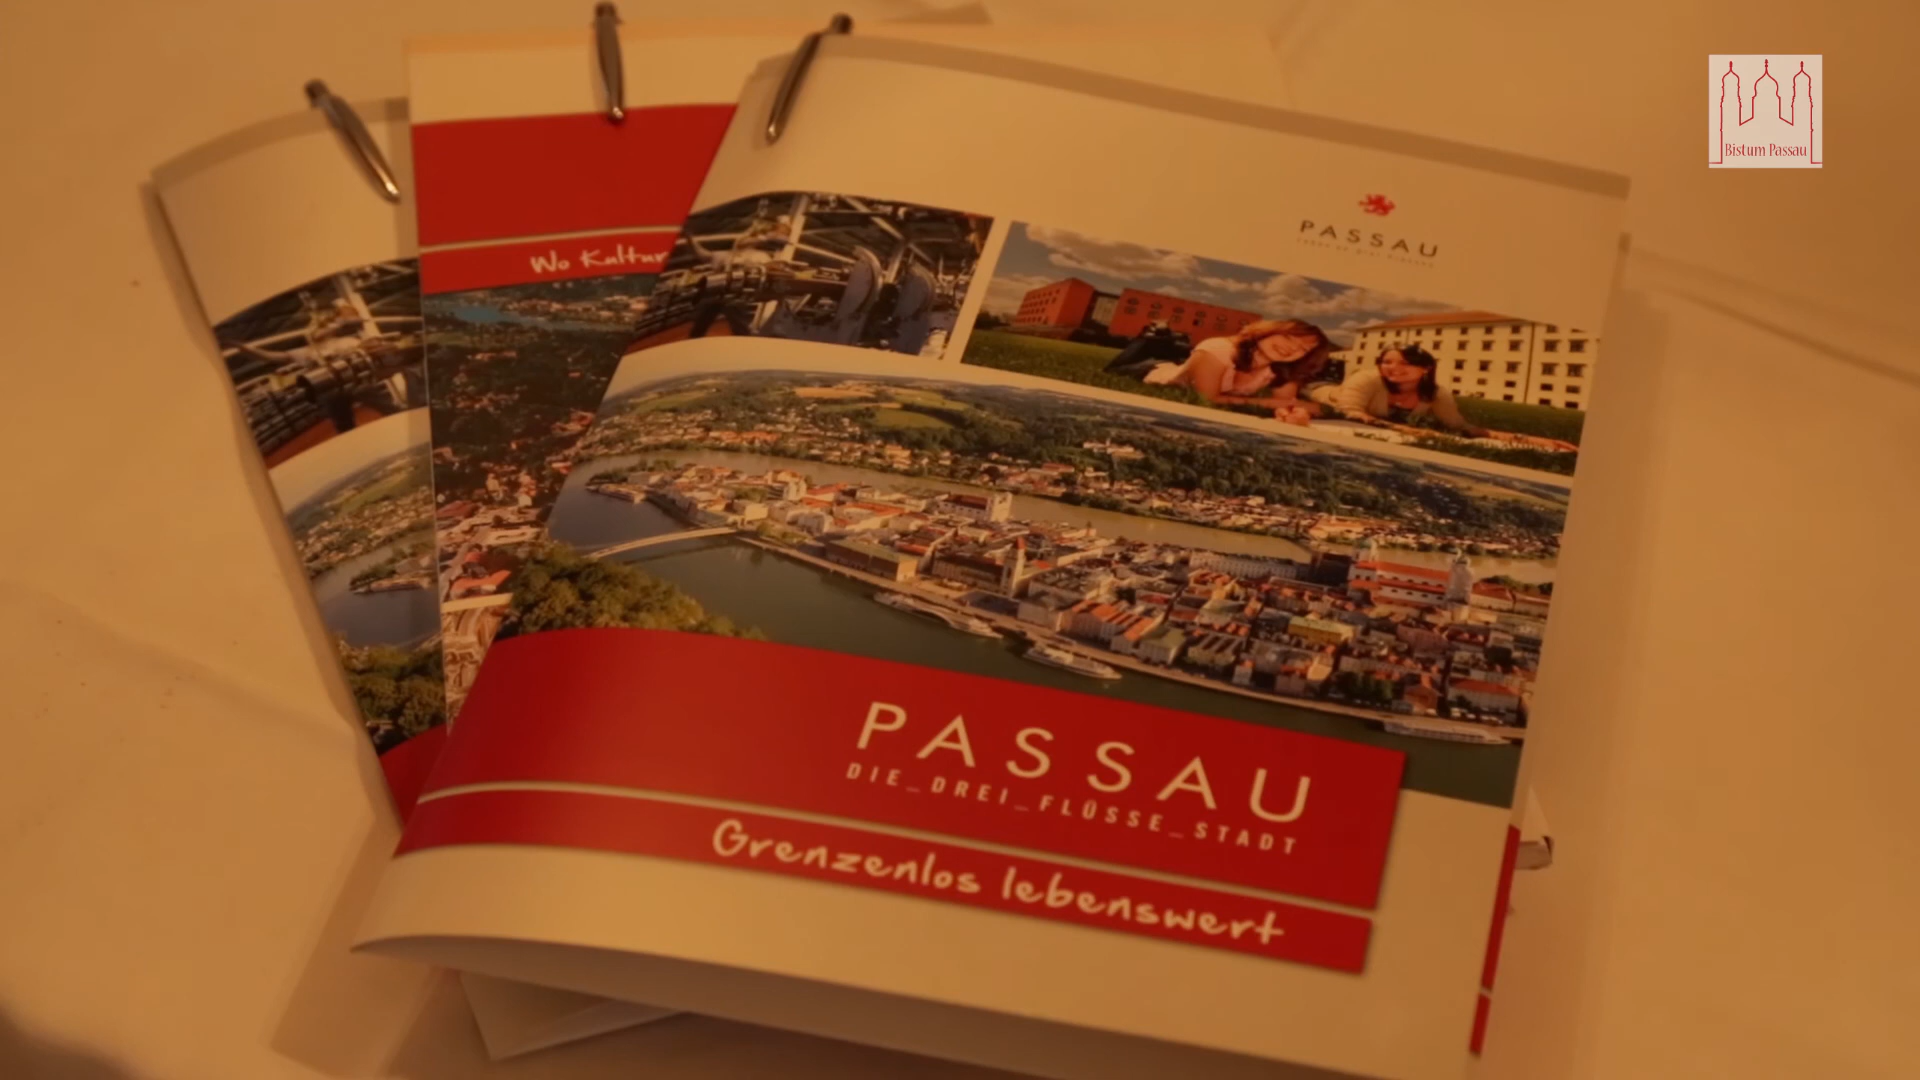 Bistum Passau
PASSAU
Wo Kultur
PASSAU
DIE_DREI_FLÜSSE_STADT
Grenzenlos lebenswert